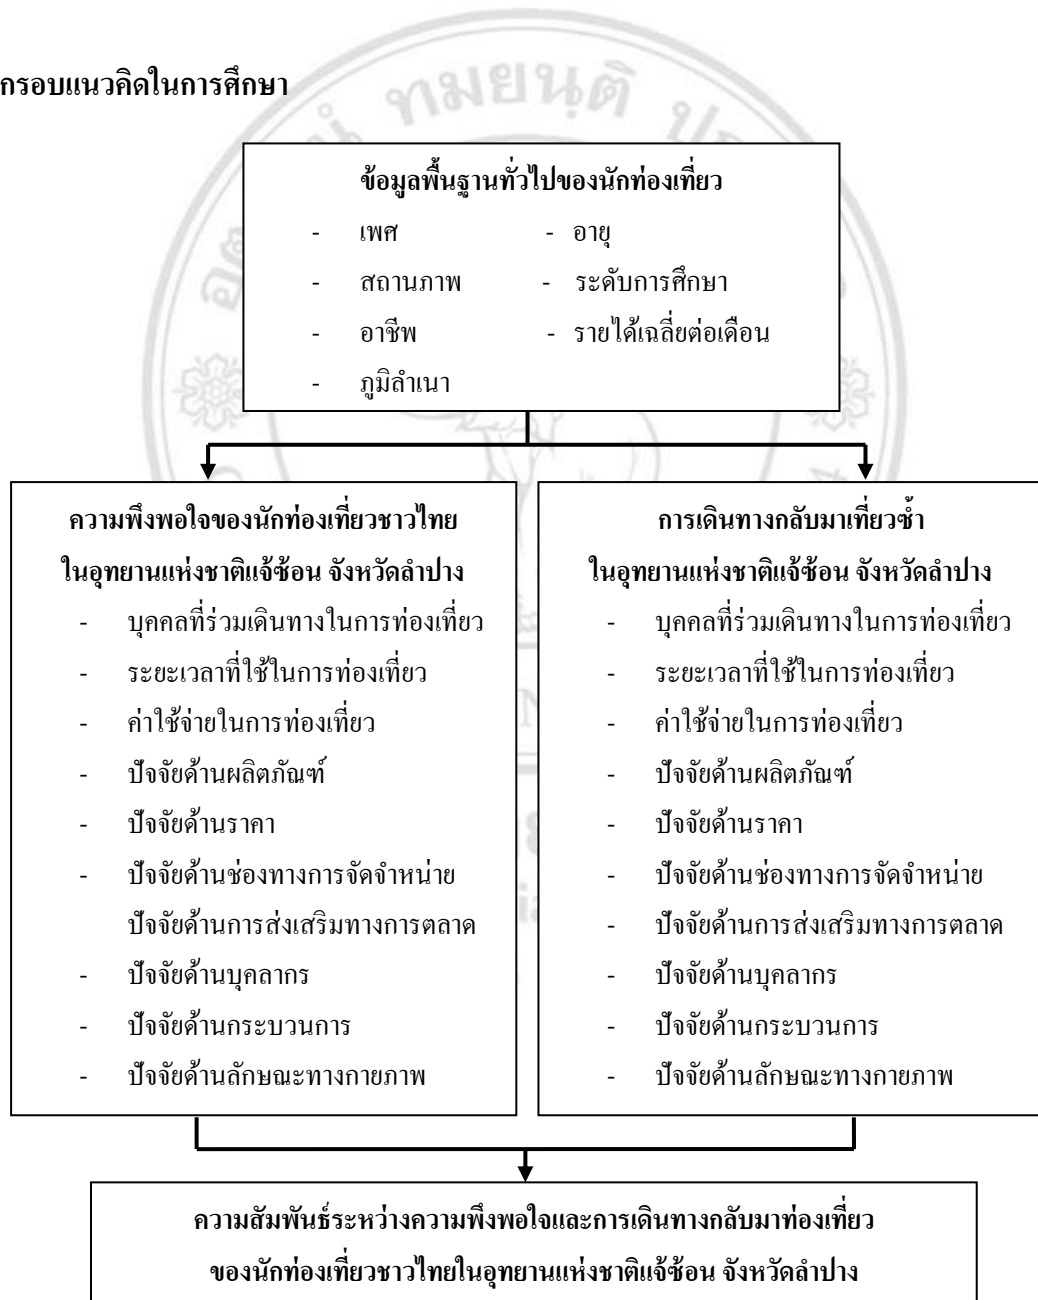 กรอบแนวคิดในการศึกษา
ข้อมูลพื้นฐานทั่วไปของนักท่องเที่ยว
- เพศ - อายุ
- สถานภาพ - ระดับการศึกษา
- อาชีพ - รายได้เฉลี่ยต่อเดือน
- ภูมิลำเนา
ความพึงพอใจของนักท่องเที่ยวชาวไทย
ในอุทยานแห่งชาติแจ้ซ้อน จังหวัดลำปาง
- บุคคลที่ร่วมเดินทางในการท่องเที่ยว
- ระยะเวลาที่ใช้ในการท่องเที่ยว
- ค่าใช้จ่ายในการท่องเที่ยว
- ปัจจัยด้านผลิตภัณฑ์
- ปัจจัยด้านราคา
- ปัจจัยด้านช่องทางการจัดจำหน่าย
ปัจจัยด้านการส่งเสริมทางการตลาด
- ปัจจัยด้านบุคลากร
- ปัจจัยด้านกระบวนการ
- ปัจจัยด้านลักษณะทางกายภาพ
การเดินทางกลับมาเที่ยวซ้ำ
ในอุทยานแห่งชาติแจ้ซ้อน จังหวัดลำปาง
- บุคคลที่ร่วมเดินทางในการท่องเที่ยว
- ระยะเวลาที่ใช้ในการท่องเที่ยว
- ค่าใช้จ่ายในการท่องเที่ยว
- ปัจจัยด้านผลิตภัณฑ์
- ปัจจัยด้านราคา
- ปัจจัยด้านช่องทางการจัดจำหน่าย
- ปัจจัยด้านการส่งเสริมทางการตลาด
- ปัจจัยด้านบุคลากร
- ปัจจัยด้านกระบวนการ
- ปัจจัยด้านลักษณะทางกายภาพ
ความสัมพันธ์ระหว่างความพึงพอใจและการเดินทางกลับมาท่องเที่ยว
ของนักท่องเที่ยวชาวไทยในอุทยานแห่งชาติแจ้ซ้อน จังหวัดลำปาง
ทมยนฺติ